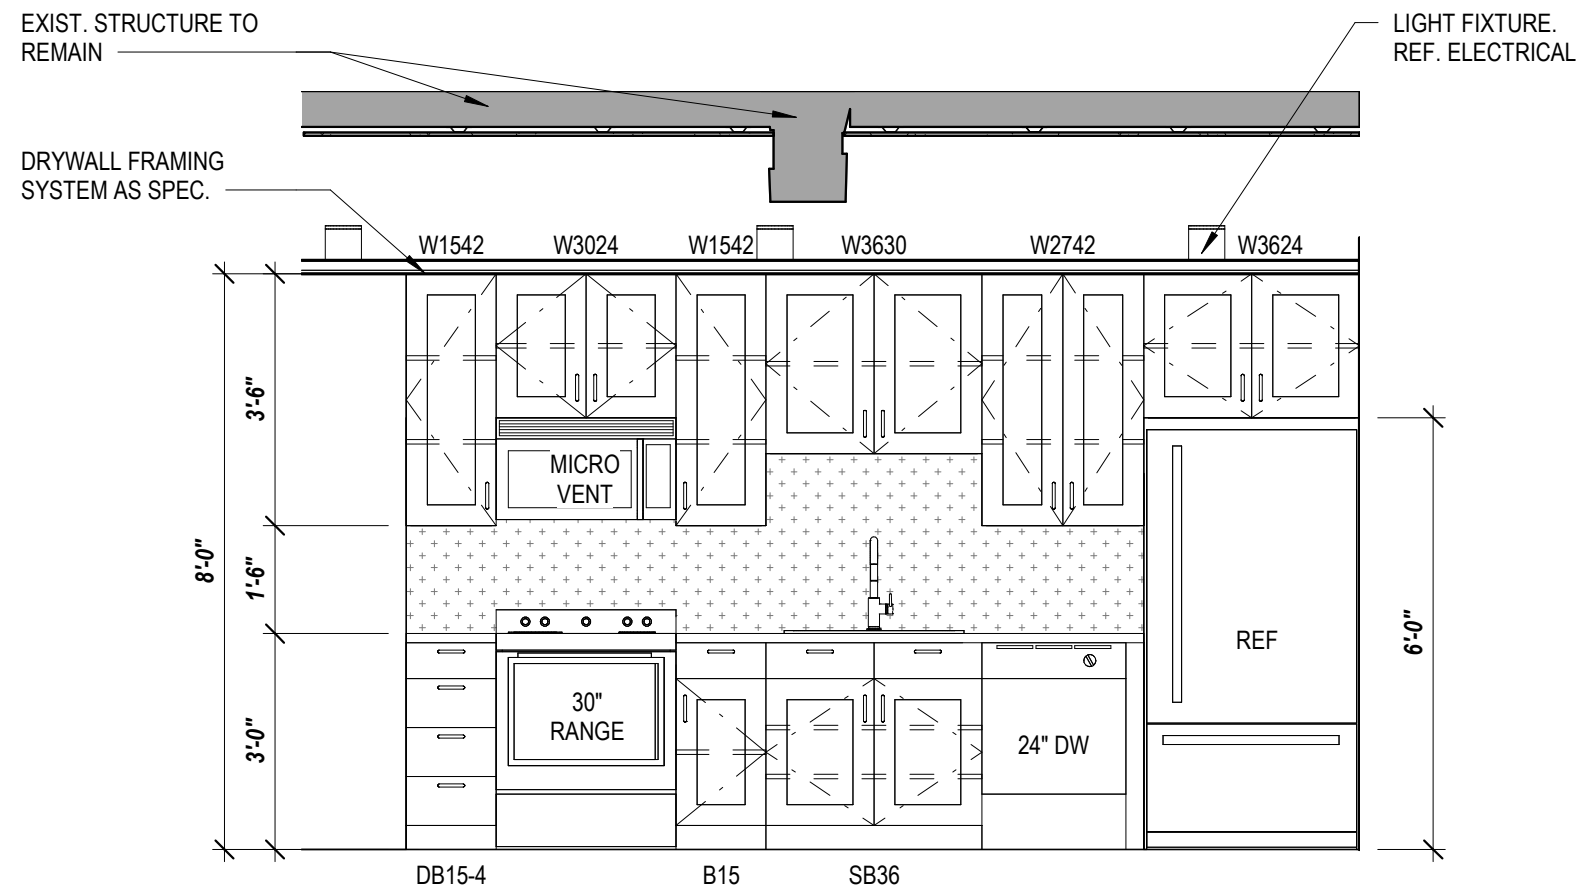 EXIST. STRUCTURE TO
REMAIN
LIGHT FIXTURE.
REF. ELECTRICAL
DRYWALL FRAMING
SYSTEM AS SPEC.
W1542
W3024
W1542
W3630
W2742
W3624
3'-6"
MICRO
VENT
8'-0"
1'-6"
6'-0"
REF
30"
RANGE
24" DW
3'-0"
DB15-4
B15
SB36